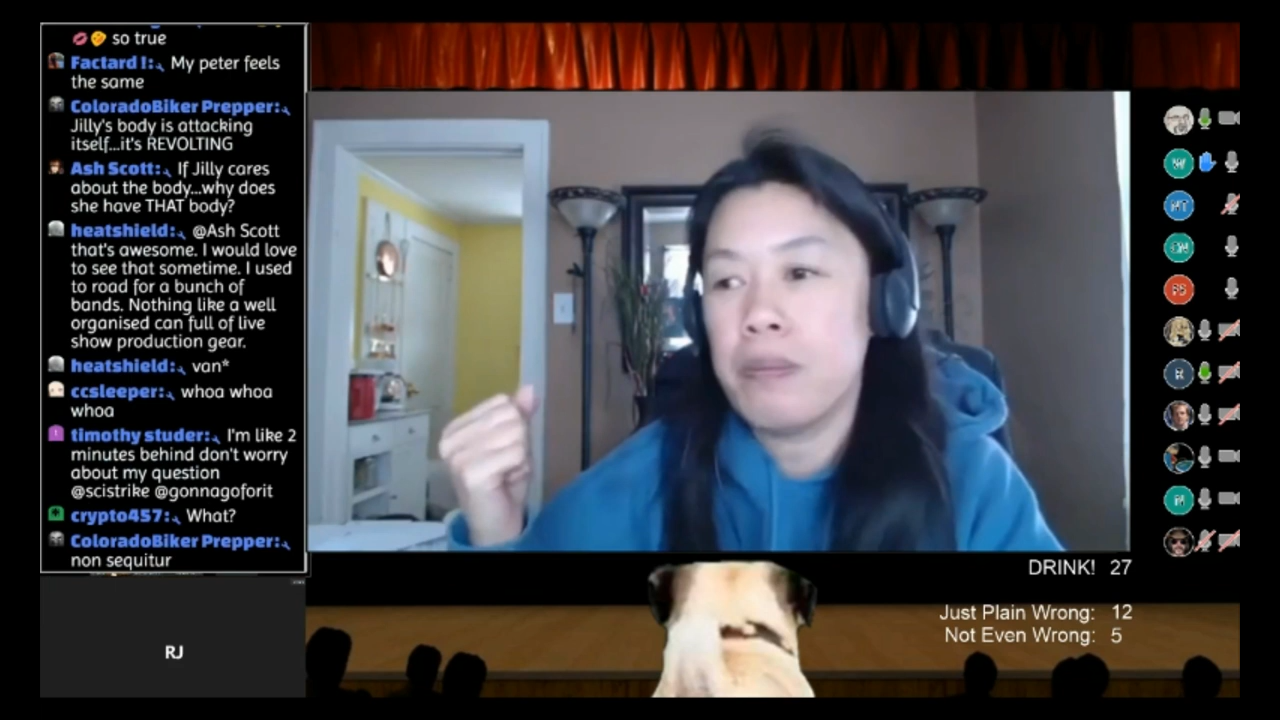 so true
Factard !: My peter feels
the same
ColoradoBiker Prepper:
Jilly's body is attacking
itself...it's REVOLTING
Ash Scott: If Jilly cares
about the body...why does
she have THAT body?
heatshield: @Ash Scott
that's awesome. I would love
to see that sometime. I used
to road for a bunch of
bands. Nothing like a well
organised can full of live
show production gear.
heatshield: van*
ccsleeper: whoa whoa
whoa
timothy studer: I'm like 2
minutes behind don't worry
about my question
@scistrike @gonnagoforit
crypto457: What?
ColoradoBiker Prepper:
non sequitur
RJ
DRINK! 27
Just Plain Wrong: 12
Not Even Wrong: 5
R